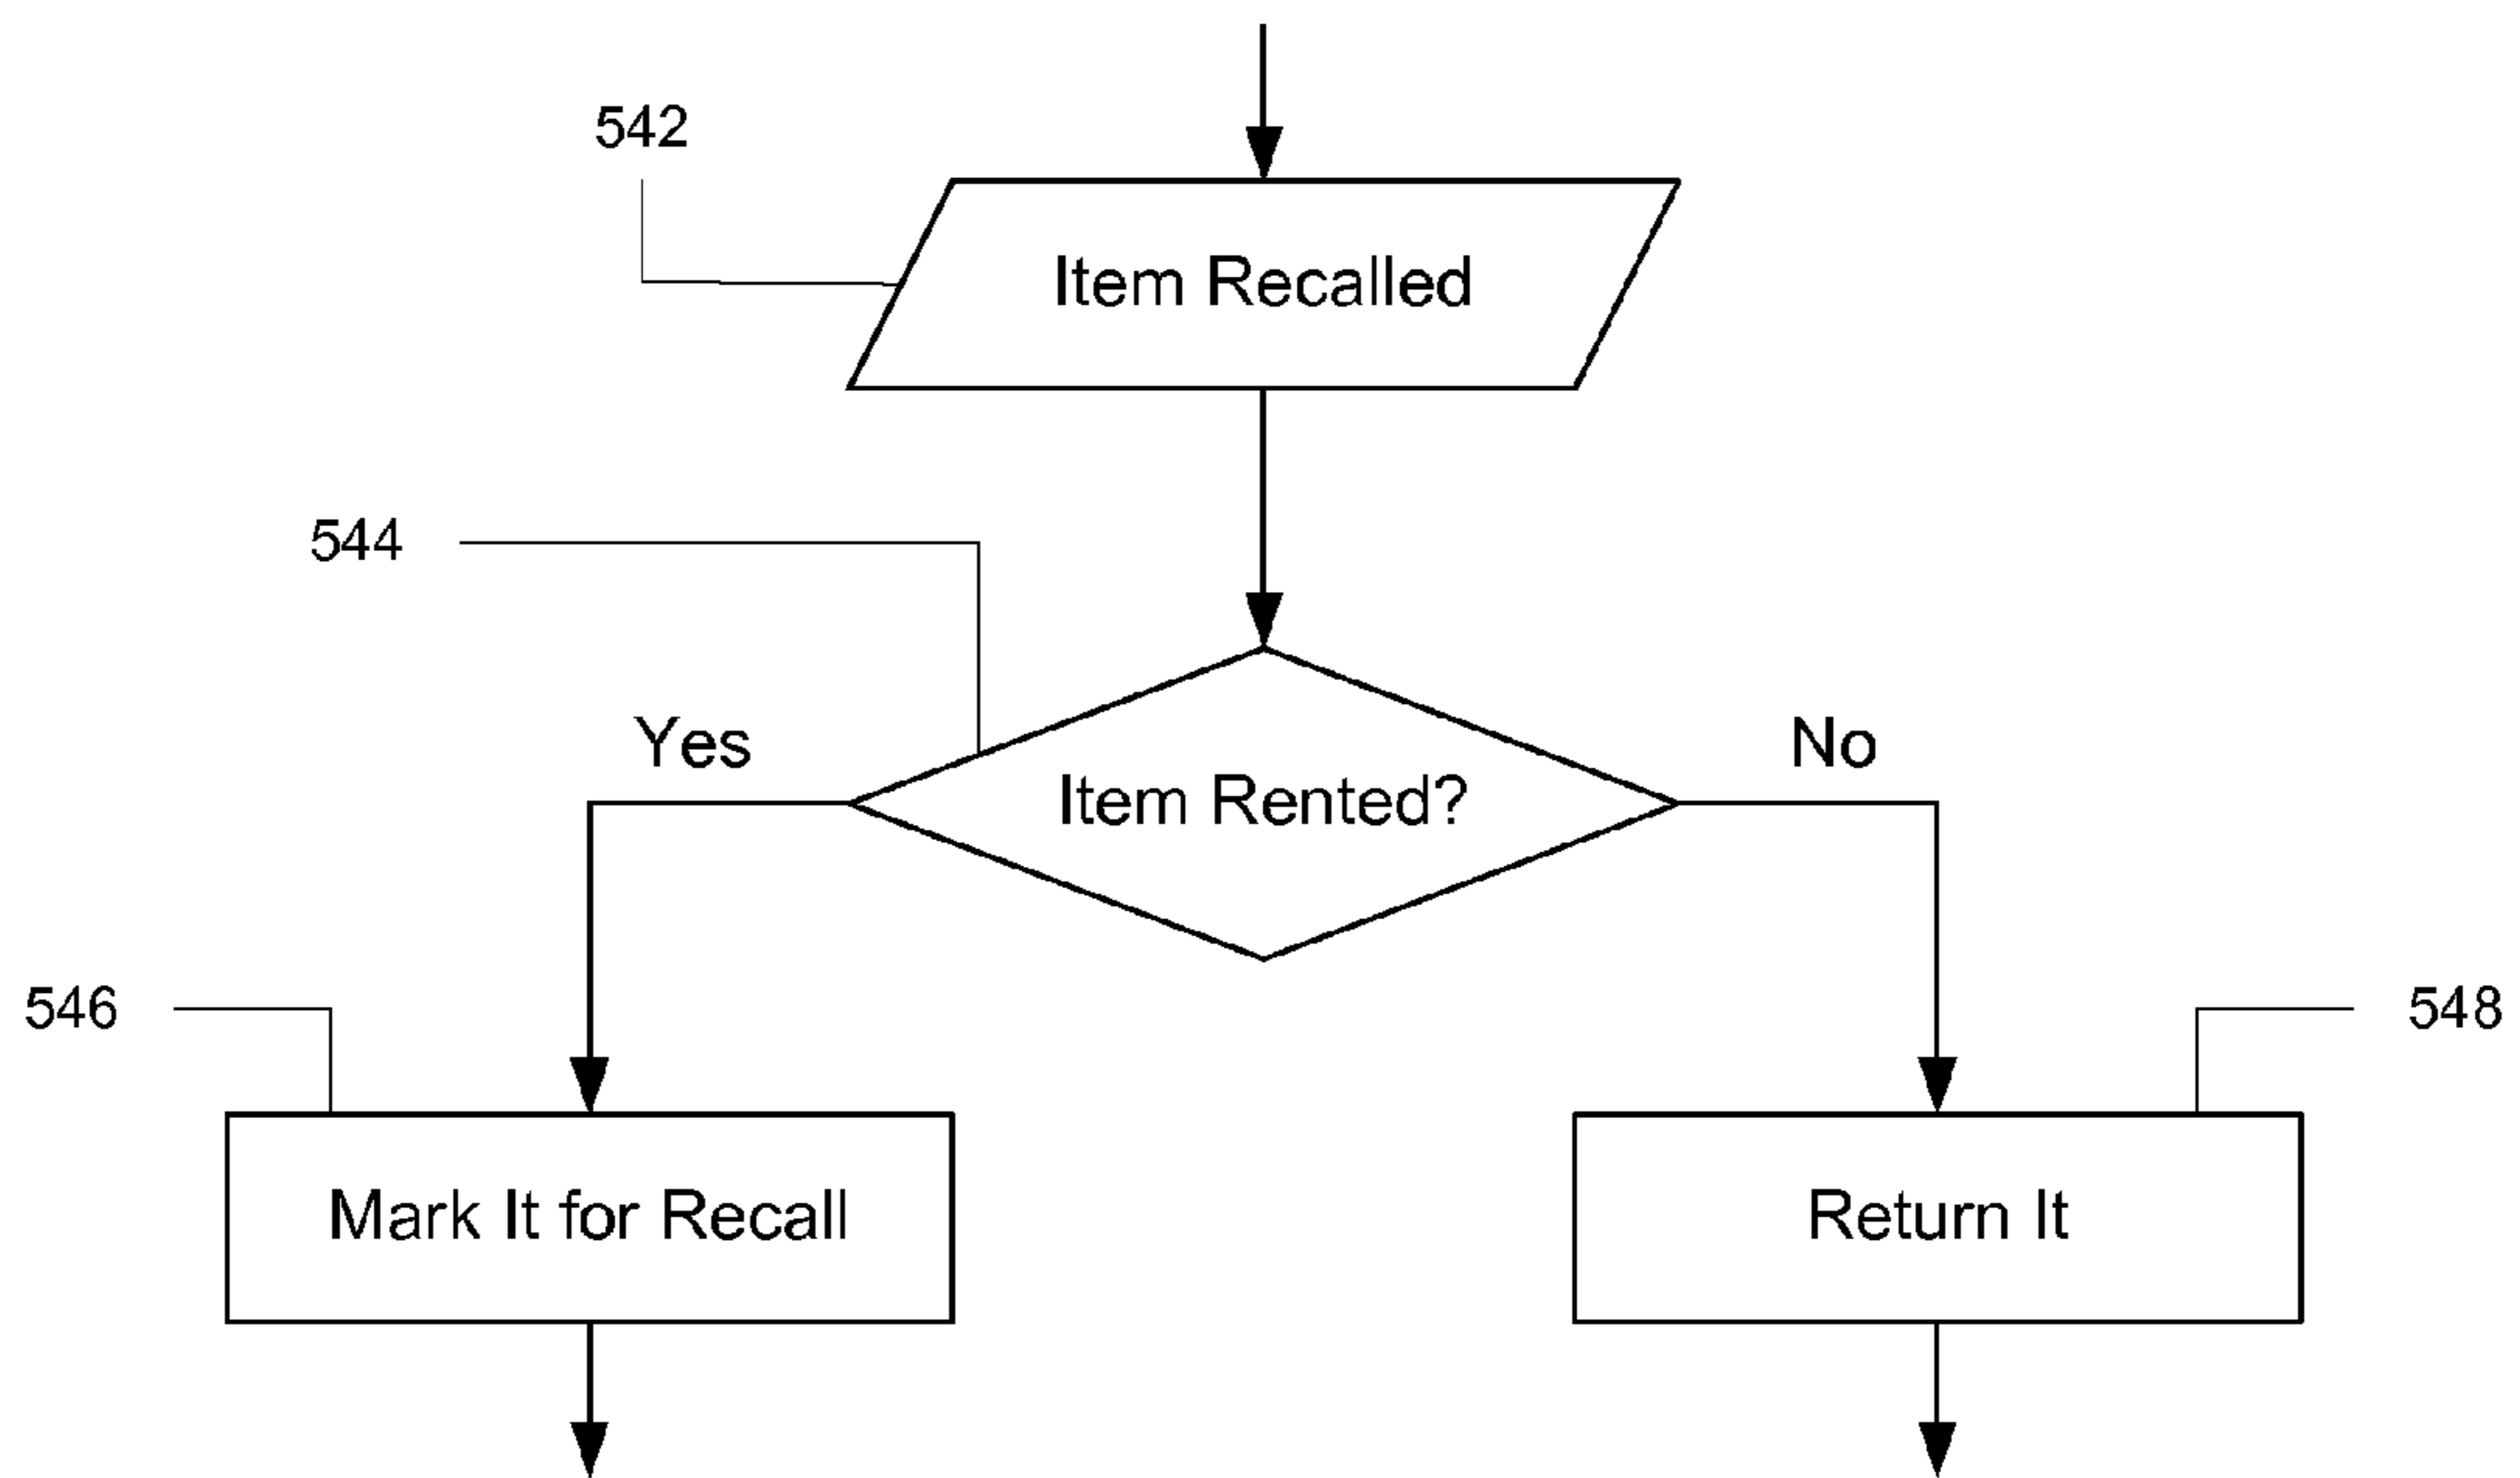 542
Item Recalled
544
Yes
No
Item Rented?
546
548
Mark It for Recall
Return It